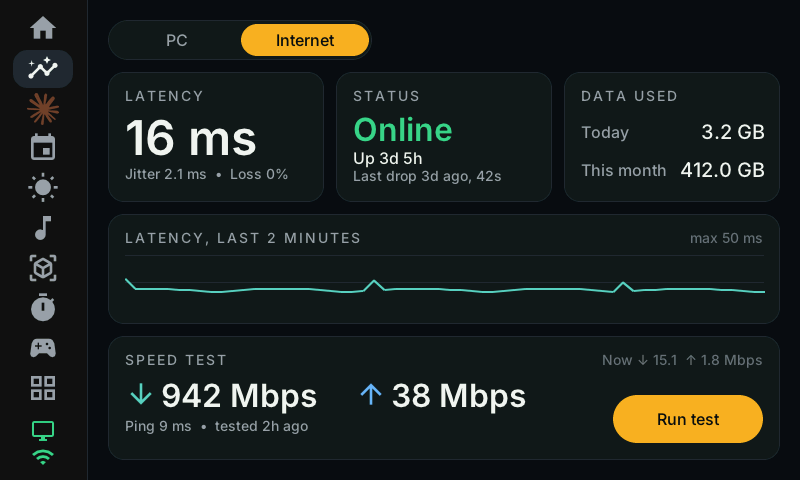 PC Internet
LATENCY
16 ms
Jitter 2.1 ms • Loss 0%
STATUS
Online
Up 3d 5h
Last drop 3d ago, 42s
DATA USED
Today 3.2 GB
This month 412.0 GB
LATENCY, LAST 2 MINUTES max 50 ms
SPEED TEST Now ↓ 15.1 ↑ 1.8 Mbps
↓ 942 Mbps ↑ 38 Mbps
Ping 9 ms • tested 2h ago
Run test